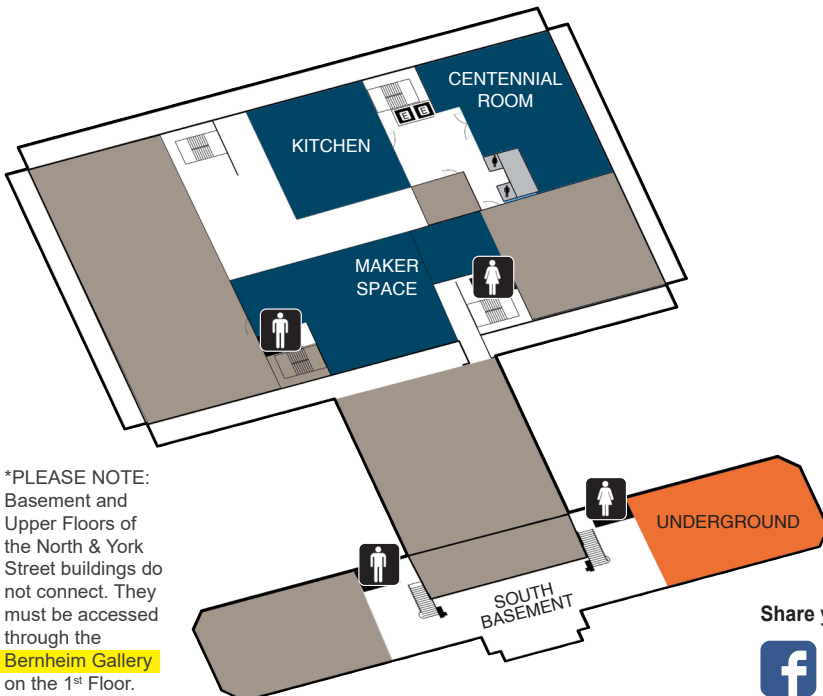 CENTENNIAL
ROOM
E E
KITCHEN
MAKER
SPACE
*PLEASE NOTE:
Basement and
Upper Floors of
the North & York
Street buildings do
not connect. They
must be accessed
through the
Bernheim Gallery
on the 1st Floor.
UNDERGROUND
SOUTH
BASEMENT
Share y
f